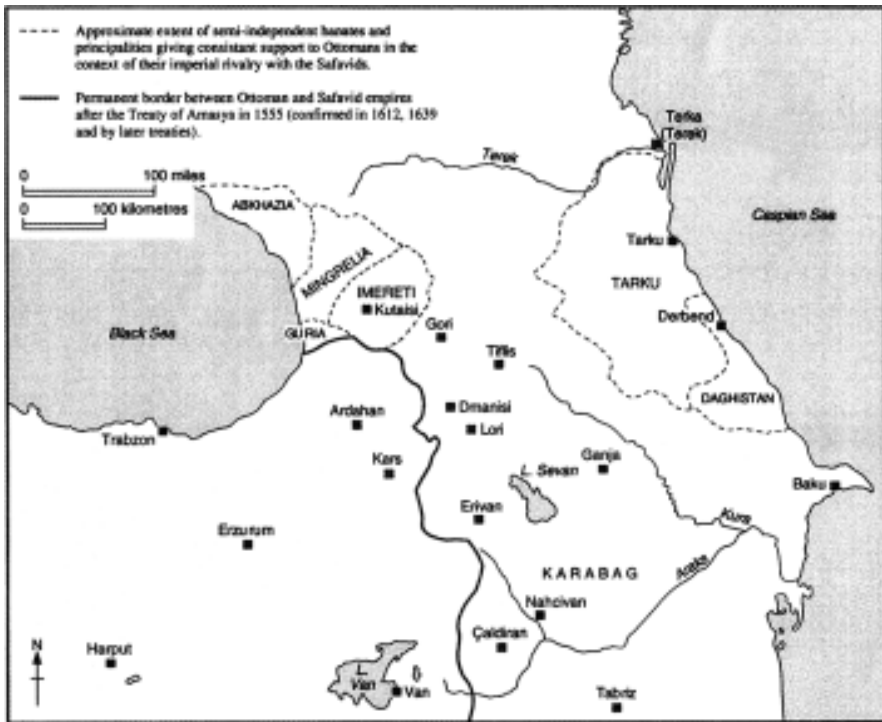 Approximate extent of semi-independent hanates and
principalities giving consistant support to Ottomans in the
context of their imperial rivalry with the Safavids.
Permanent border between Ottoman and Safavid empires
after the Treaty of Amasya in 1555 (confirmed in 1612, 1639
and by later treaties).
0 100 miles
0 100 kilometres
Terka
(Terek)
Terek
ABKHAZIA
Caspian Sea
MINGRELIA
Tarku
IMERETI
TARKU
Kutaisi
Derbend
Black Sea
GURIA
Gori
Tiflis
DAGHISTAN
Ardahan
Dmanisi
Trabzon
Lori
Kars
L. Sevan
Ganja
Baku
Erivan
Kura
Erzurum
KARABAG
Araks
Nahcivan
N
Harput
Çaldiran
L.
Van
Van
Tabriz